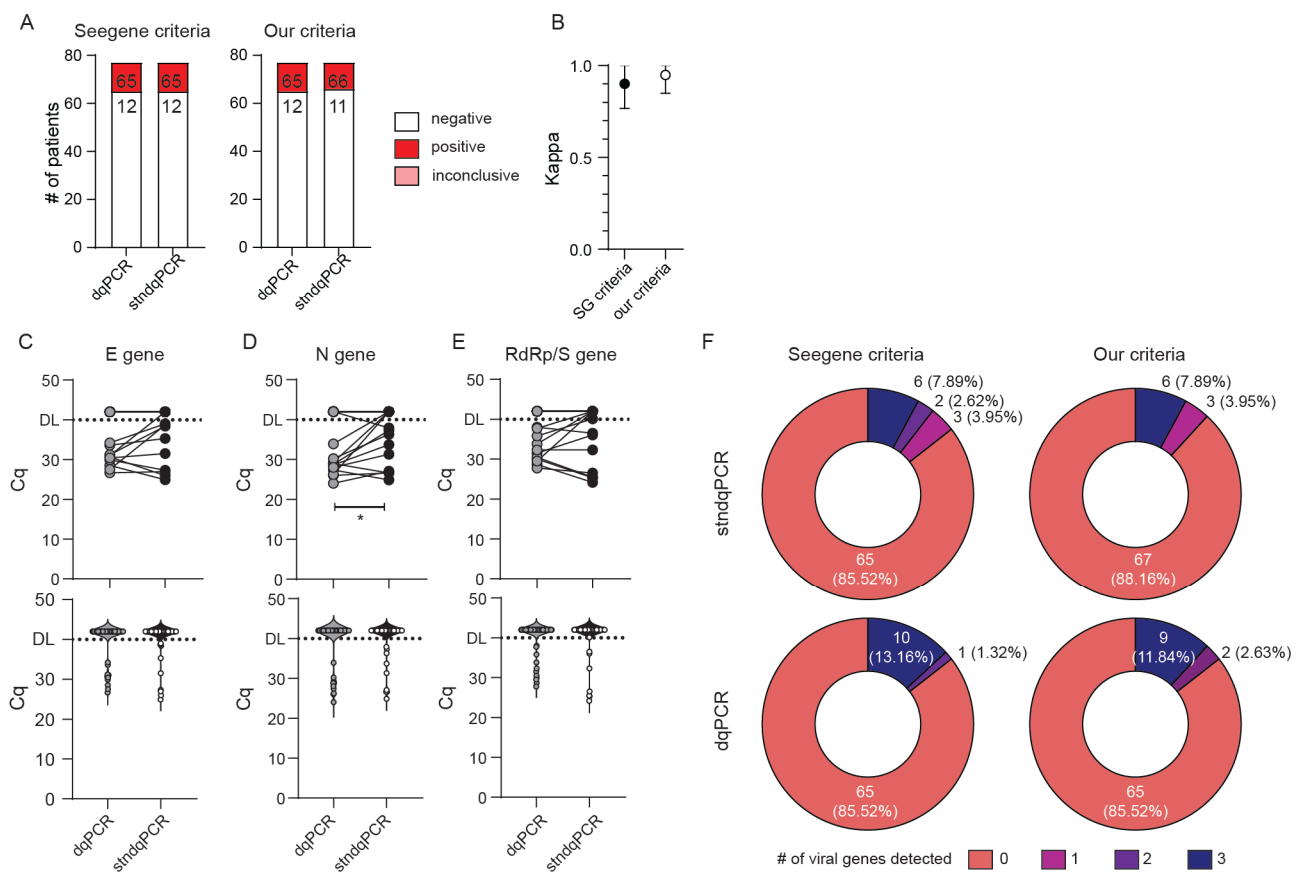 A
Seegene criteria
Our criteria
# of patients
80
60
40
20
0
65
12
65
12
dqPCR
stndqPCR
80
60
40
20
0
65
12
66
11
dqPCR
stndqPCR
negative
positive
inconclusive
B
Kappa
1.0
0.5
0.0
SG criteria
our criteria
C
E gene
Cq
50
DL
30
20
10
0
Cq
50
DL
30
20
10
0
dqPCR
stndqPCR
D
N gene
Cq
50
DL
30
20
10
0
*
Cq
50
DL
30
20
10
0
dqPCR
stndqPCR
E
RdRp/S gene
Cq
50
DL
30
20
10
0
Cq
50
DL
30
20
10
0
dqPCR
stndqPCR
F
Seegene criteria
Our criteria
stndqPCR
6 (7.89%)
2 (2.62%)
3 (3.95%)
65
(85.52%)
6 (7.89%)
3 (3.95%)
67
(88.16%)
dqPCR
10
(13.16%)
1 (1.32%)
65
(85.52%)
9
(11.84%)
2 (2.63%)
65
(85.52%)
# of viral genes detected 0 1 2 3